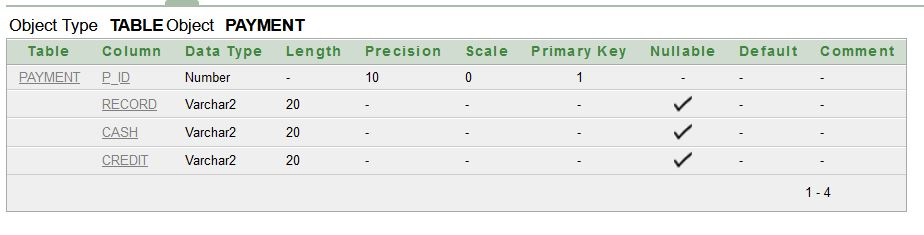 Object Type TABLE Object PAYMENT
Table Column Data Type Length Precision Scale Primary Key Nullable Default Comment
PAYMENT P_ID Number - 10 0 1 - - -
RECORD Varchar2 20 - - - ✓ - -
CASH Varchar2 20 - - - ✓ - -
CREDIT Varchar2 20 - - - ✓ - -
1 - 4